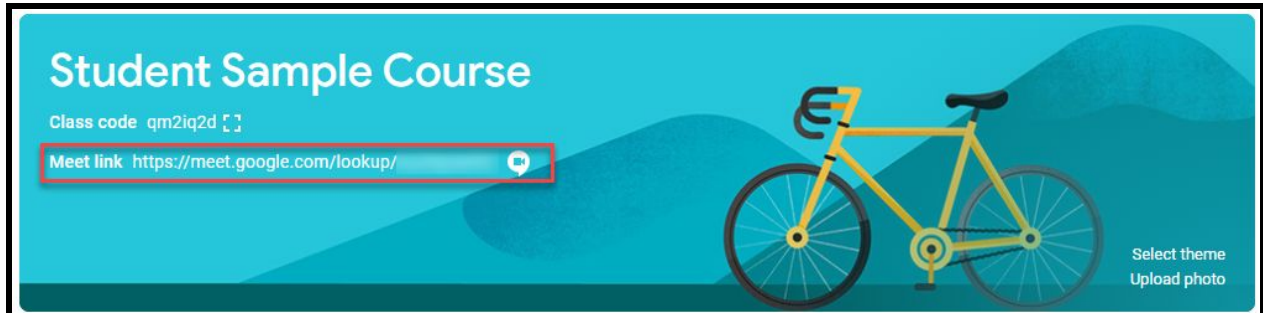 Student Sample Course
Class code qm2iq2d
Meet link https://meet.google.com/lookup/
Select theme
Upload photo